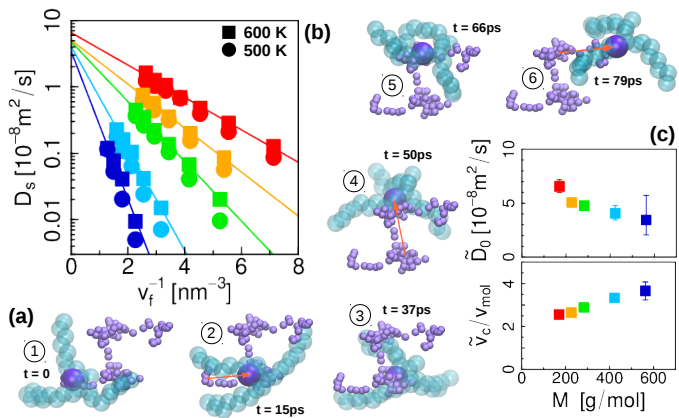 10
1
0.1
0.01
D_s [10^-8 m^2/s]
600 K
500 K
0 2 4 6 8
v_f^-1 [nm^-3]
(b)
t = 66ps
5
6
t = 79ps
t = 50ps
4
(c)
10
5
0
D̃_0 [10^-8 m^2/s]
4
2
0
ṽ_c/v_mol
0 200 400 600
M [g/mol]
(a)
1
t = 0
2
t = 15ps
3
t = 37ps